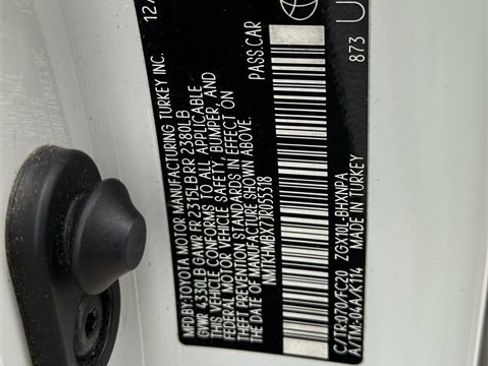 12/
MFD.BY:TOYOTA MOTOR MANUFACTURING TURKEY INC.
GVWR 4330LB GAWR FR 2315LB RR 2380LB
THIS VEHICLE CONFORMS TO ALL APPLICABLE
FEDERAL MOTOR VEHICLE SAFETY, BUMPER, AND
THEFT PREVENTION STANDARDS IN EFFECT ON
THE DATE OF MANUFACTURE SHOWN ABOVE.
NMTKHMBX7JR055318 PASS.CAR
C/TR:070/FC20 ZGX10L-BHXNPA
A/TM:-04A/K114 MADE IN TURKEY
873 U